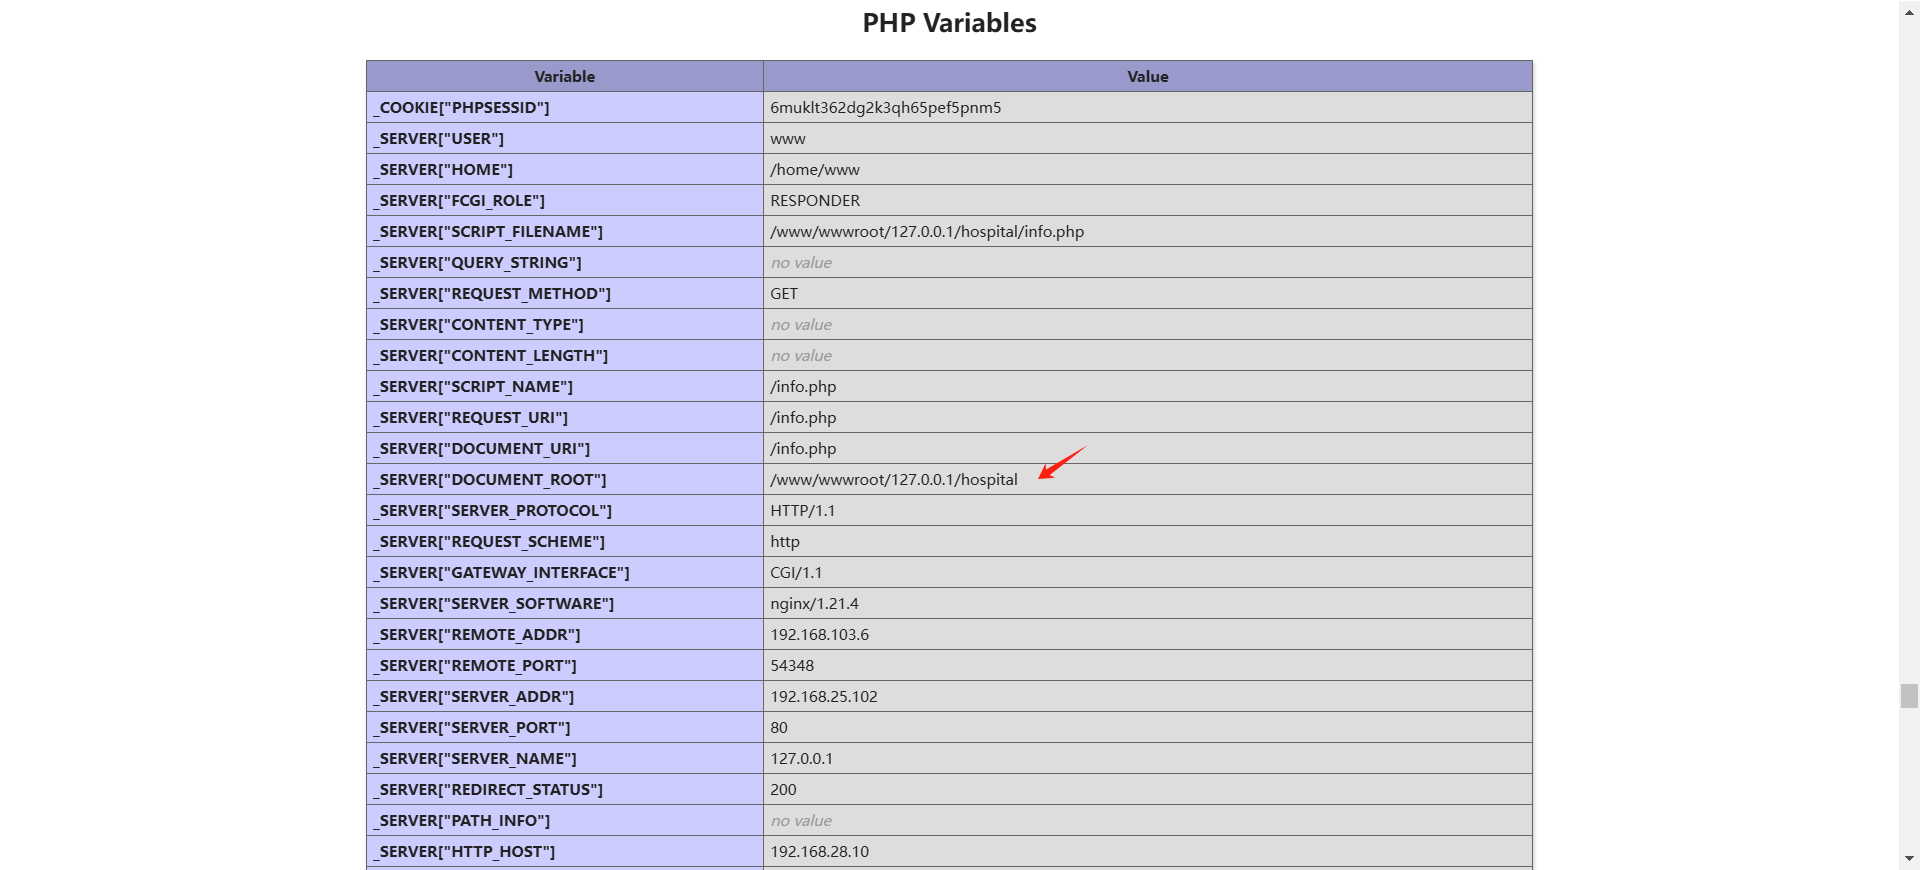 PHP Variables
Variable Value
_COOKIE["PHPSESSID"] 6muklt362dg2k3qh65pef5pnm5
_SERVER["USER"] www
_SERVER["HOME"] /home/www
_SERVER["FCGI_ROLE"] RESPONDER
_SERVER["SCRIPT_FILENAME"] /www/wwwroot/127.0.0.1/hospital/info.php
_SERVER["QUERY_STRING"] no value
_SERVER["REQUEST_METHOD"] GET
_SERVER["CONTENT_TYPE"] no value
_SERVER["CONTENT_LENGTH"] no value
_SERVER["SCRIPT_NAME"] /info.php
_SERVER["REQUEST_URI"] /info.php
_SERVER["DOCUMENT_URI"] /info.php
_SERVER["DOCUMENT_ROOT"] /www/wwwroot/127.0.0.1/hospital
_SERVER["SERVER_PROTOCOL"] HTTP/1.1
_SERVER["REQUEST_SCHEME"] http
_SERVER["GATEWAY_INTERFACE"] CGI/1.1
_SERVER["SERVER_SOFTWARE"] nginx/1.21.4
_SERVER["REMOTE_ADDR"] 192.168.103.6
_SERVER["REMOTE_PORT"] 54348
_SERVER["SERVER_ADDR"] 192.168.25.102
_SERVER["SERVER_PORT"] 80
_SERVER["SERVER_NAME"] 127.0.0.1
_SERVER["REDIRECT_STATUS"] 200
_SERVER["PATH_INFO"] no value
_SERVER["HTTP_HOST"] 192.168.28.10